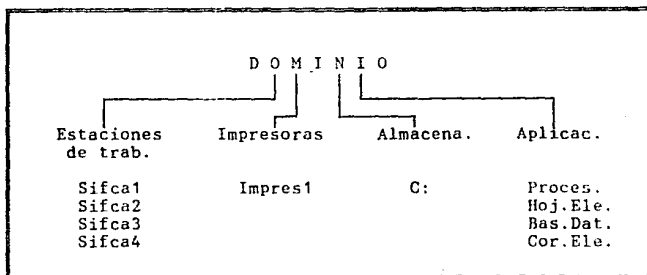 D O M I N I O
Estaciones de trab. Impresoras Almacena. Aplicac.
Sifca1 Impres1 C: Proces.
Sifca2 Hoj.Ele.
Sifca3 Bas.Dat.
Sifca4 Cor.Ele.